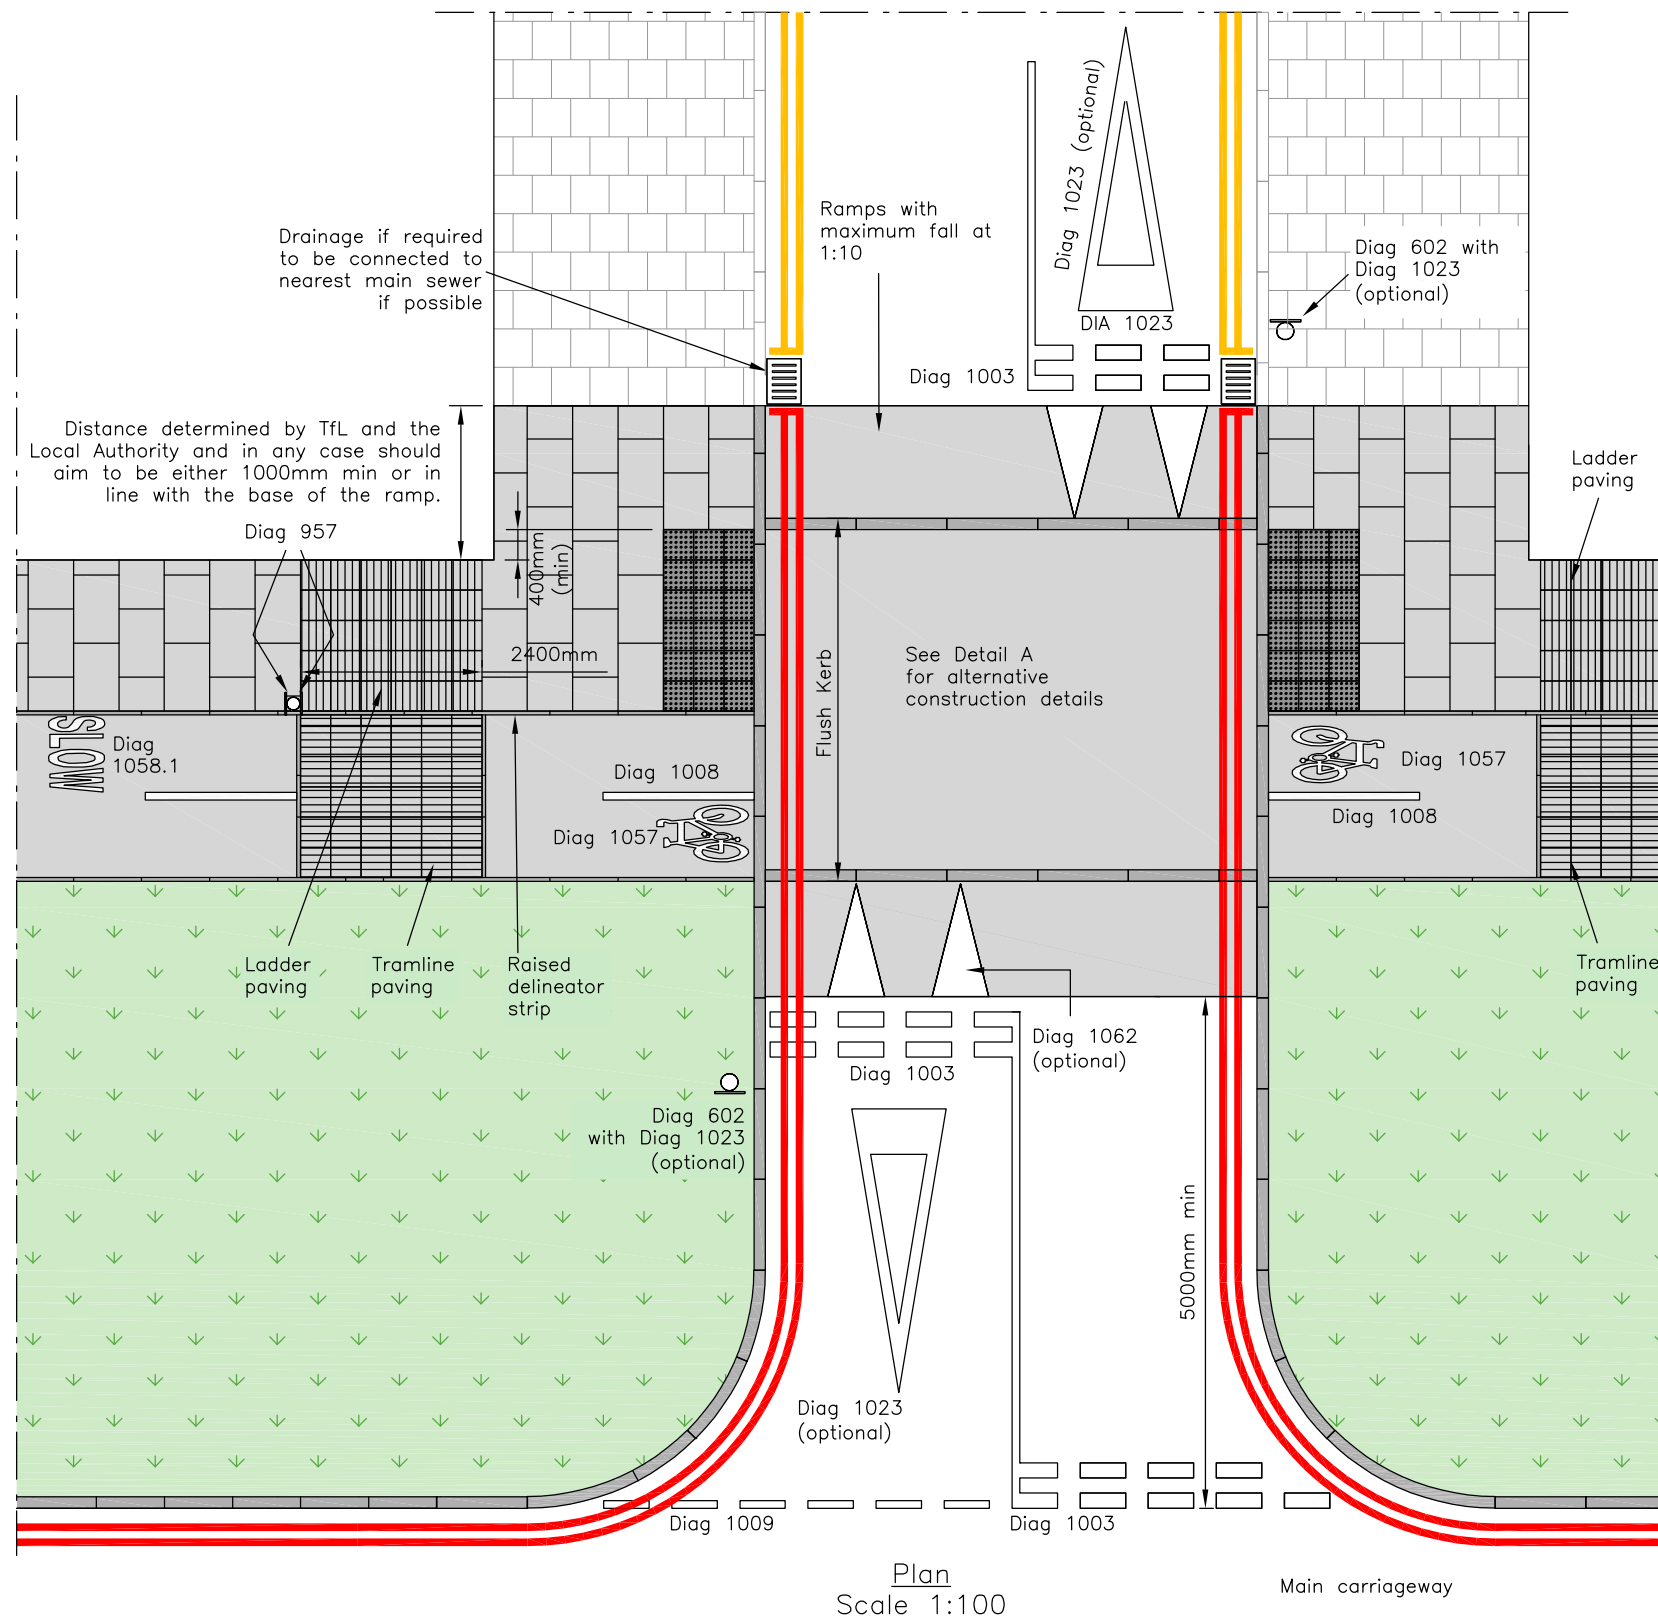 Diag 1023 (optional)
DIA 1023
Ramps with
maximum fall at
1:10
Drainage if required
to be connected to
nearest main sewer
if possible
Diag 602 with
Diag 1023
(optional)
Diag 1003
Distance determined by TfL and the
Local Authority and in any case should
aim to be either 1000mm min or in
line with the base of the ramp.
Ladder
paving
Diag 957
400mm
(min)
2400mm
Flush Kerb
See Detail A
for alternative
construction details
SLOW
Diag
1058.1
Diag 1008
Diag 1057
Diag 1057
Diag 1008
Ladder
paving
Tramline
paving
Raised
delineator
strip
Tramline
paving
Diag 1062
(optional)
Diag 1003
Diag 602
with Diag 1023
(optional)
5000mm min
Diag 1023
(optional)
Diag 1009
Diag 1003
Plan
Scale 1:100
Main carriageway